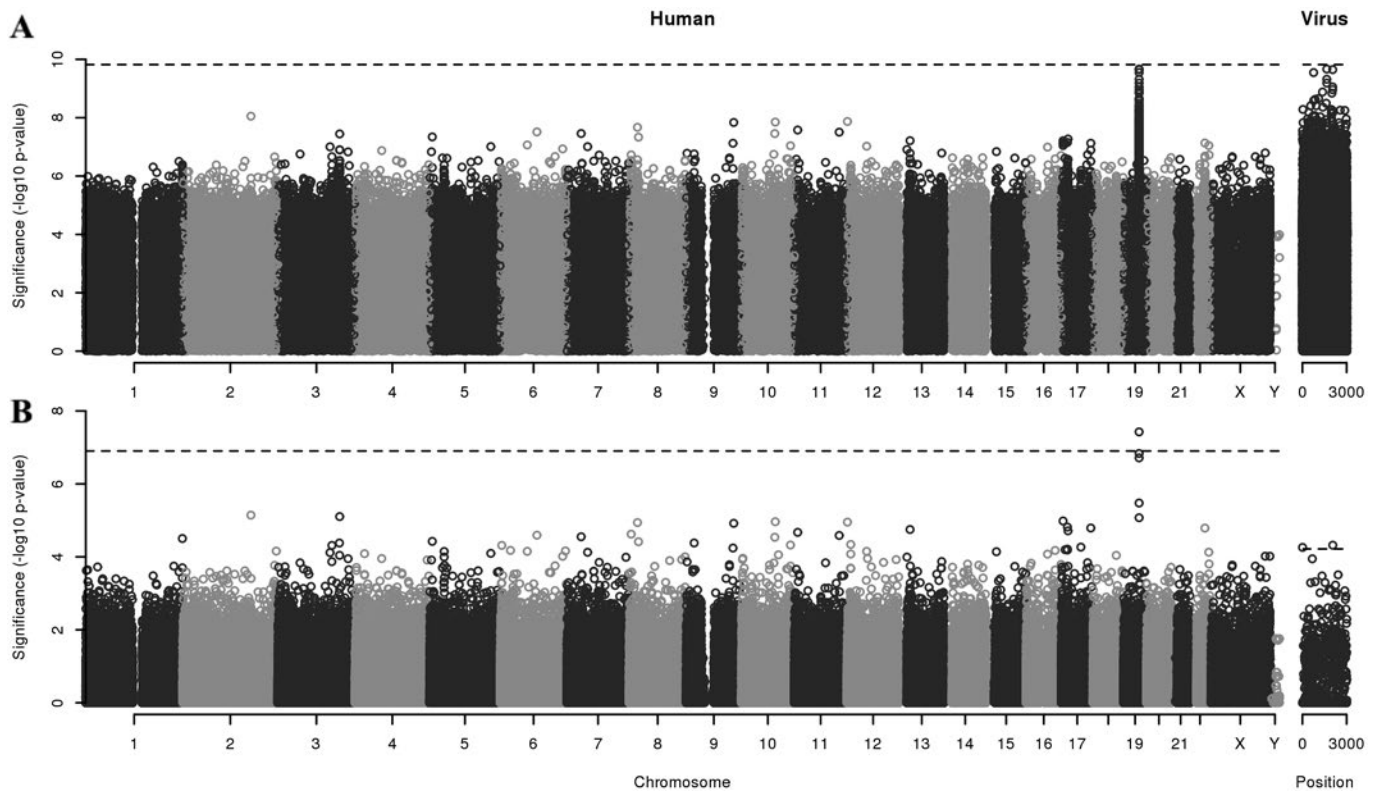 A
Human
Virus
Significance (-log10 p-value)
10
8
6
4
2
0
1 2 3 4 5 6 7 8 9 10 11 12 13 14 15 16 17 19 21 X Y
0 3000
B
Significance (-log10 p-value)
8
6
4
2
0
1 2 3 4 5 6 7 8 9 10 11 12 13 14 15 16 17 19 21 X Y
0 3000
Chromosome
Position